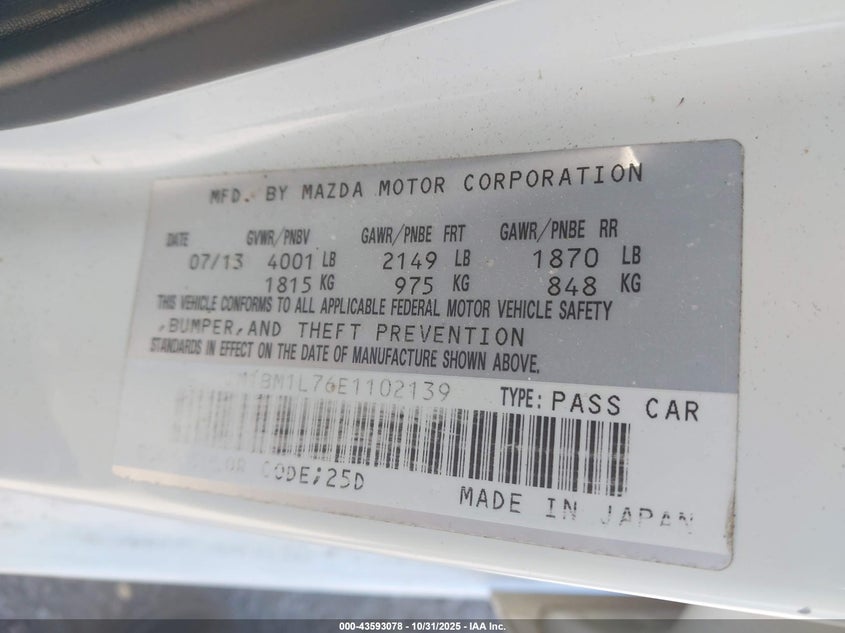 MFD. BY MAZDA MOTOR CORPORATION
DATE GVWR/PNBV GAWR/PNBE FRT GAWR/PNBE RR
07/13 4001 LB 2149 LB 1870 LB
1815 KG 975 KG 848 KG
THIS VEHICLE CONFORMS TO ALL APPLICABLE FEDERAL MOTOR VEHICLE SAFETY
,BUMPER,AND THEFT PREVENTION
STANDARDS IN EFFECT ON THE DATE OF MANUFACTURE SHOWN ABOVE.
M1BM1L76E1102139 TYPE: PASS CAR
CODE;25D
MADE IN JAPAN
000-43593078 - 10/31/2025 - IAA Inc.